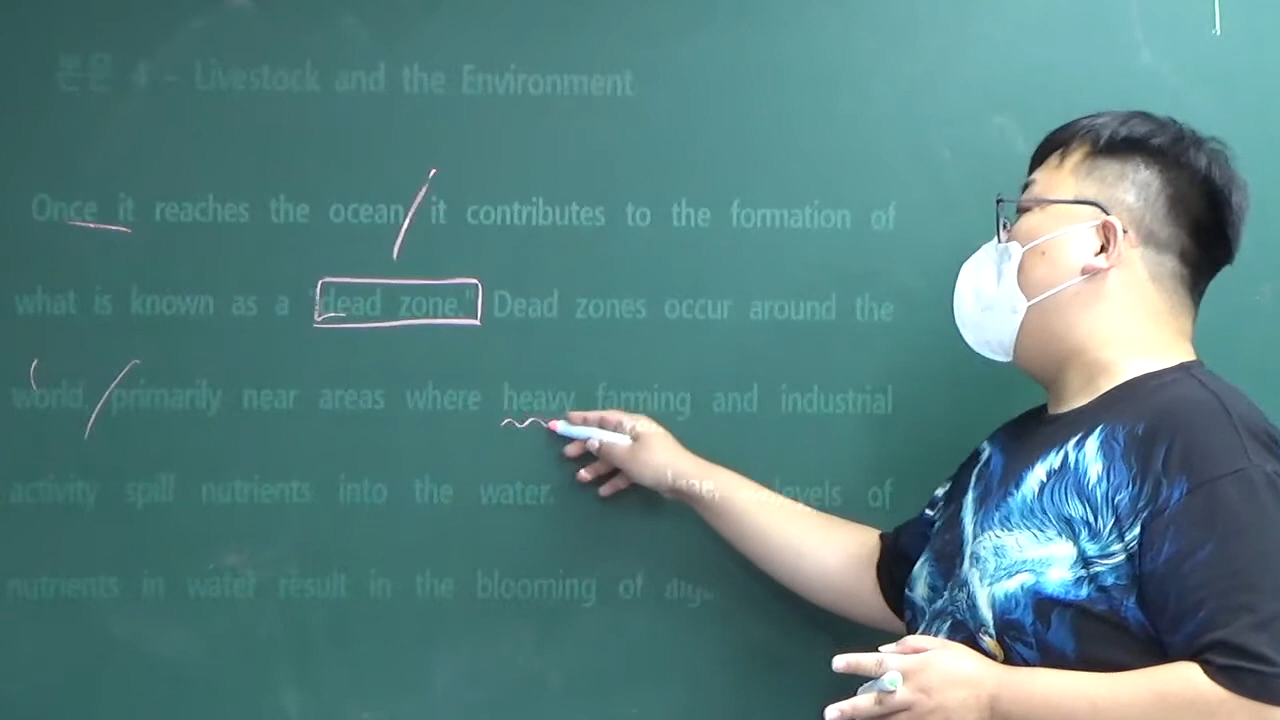 본문 4 - Livestock and the Environment
Once it reaches the ocean, it contributes to the formation of
what is known as a "dead zone." Dead zones occur around the
world, primarily near areas where heavy farming and industrial
activity spill nutrients into the water. levels of
nutrients in water result in the blooming of